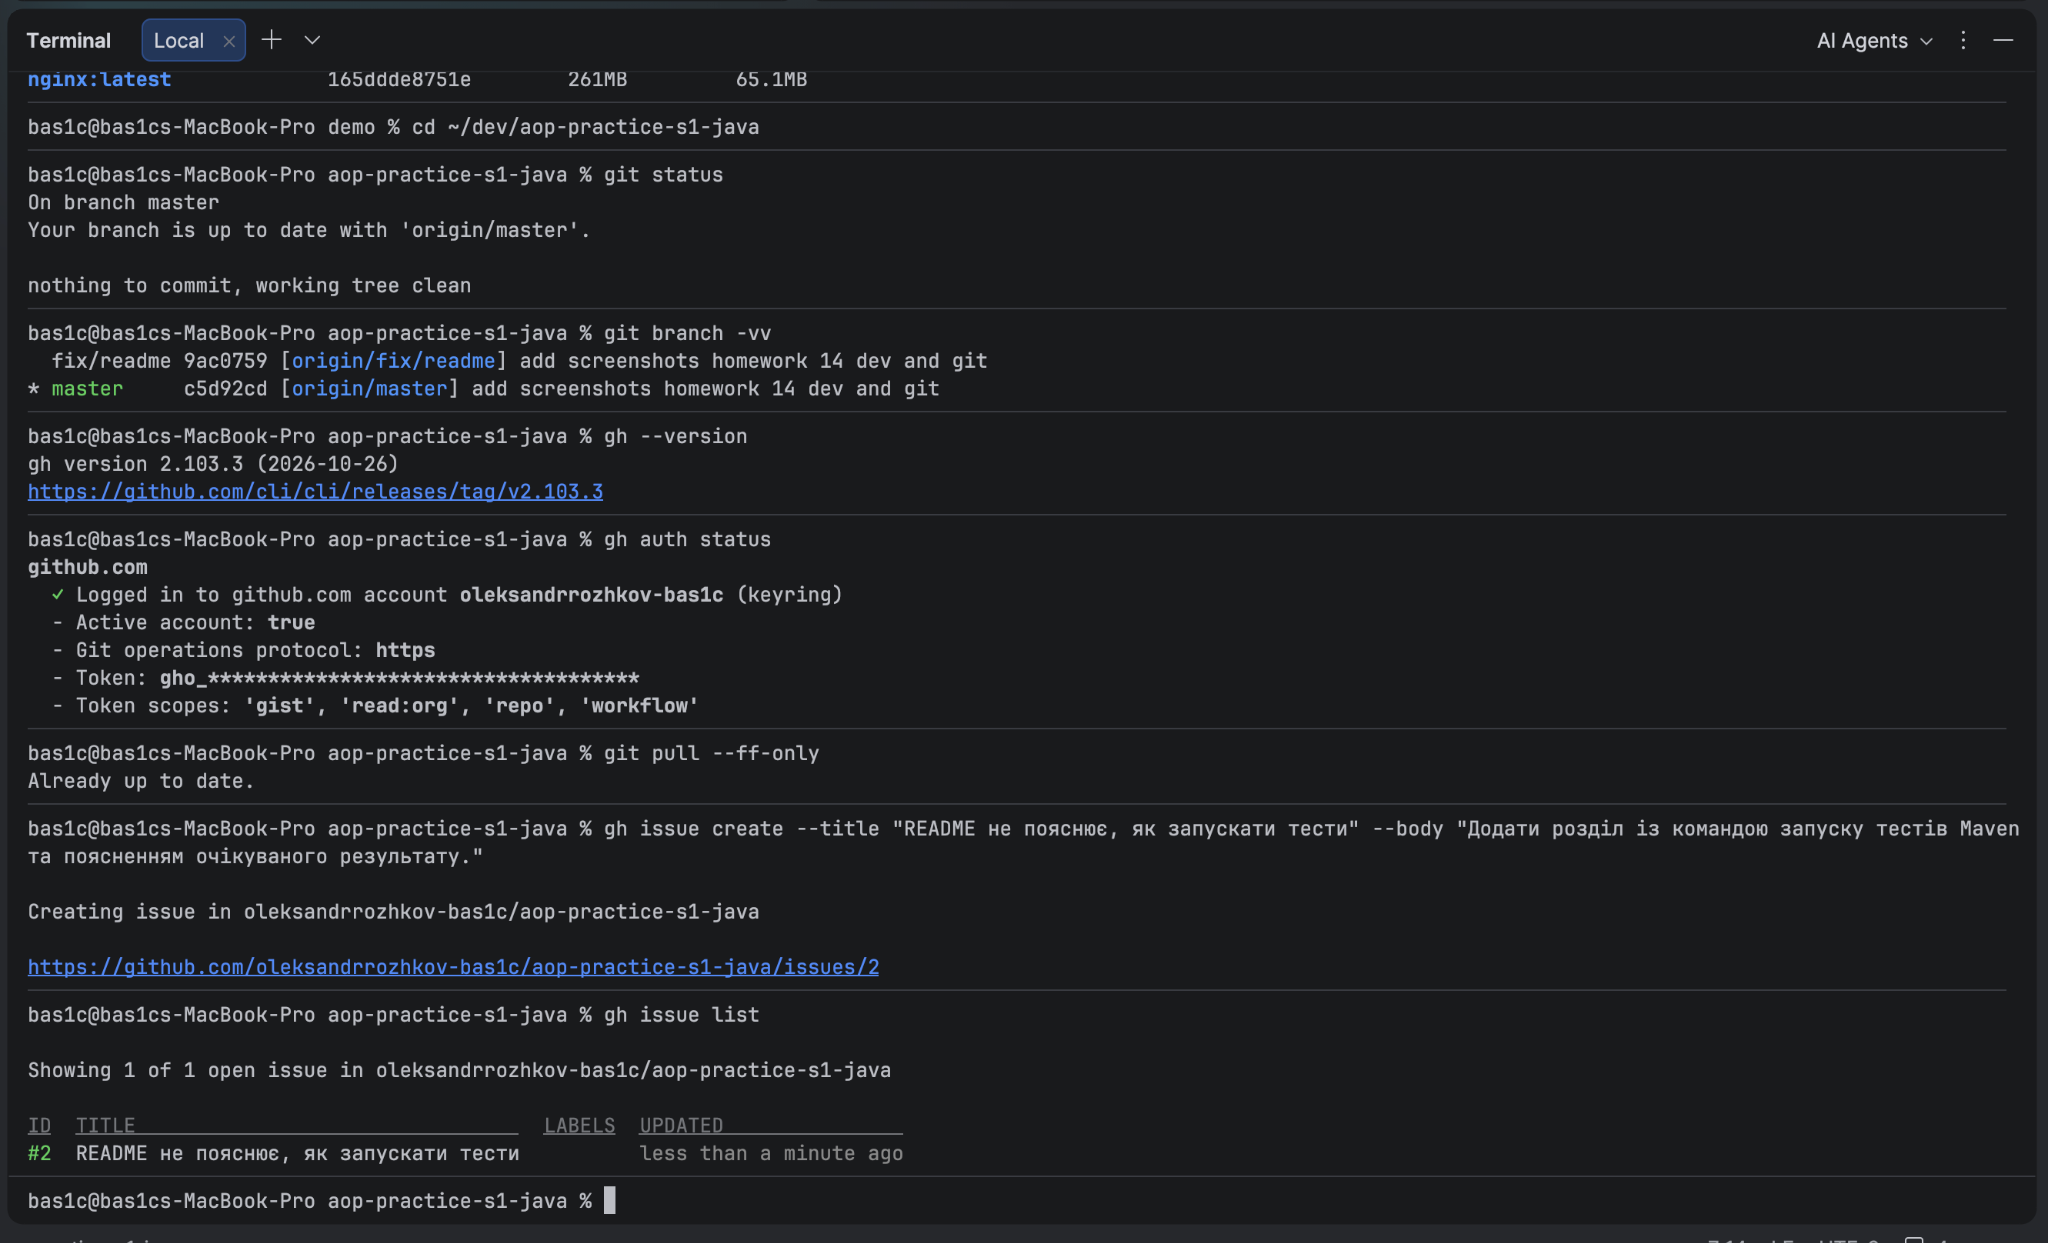 Terminal Local AI Agents
nginx:latest 165ddde8751e 261MB 65.1MB
bas1c@bas1cs-MacBook-Pro demo % cd ~/dev/aop-practice-s1-java
bas1c@bas1cs-MacBook-Pro aop-practice-s1-java % git status
On branch master
Your branch is up to date with 'origin/master'.
nothing to commit, working tree clean
bas1c@bas1cs-MacBook-Pro aop-practice-s1-java % git branch -vv
fix/readme 9ac0759 [origin/fix/readme] add screenshots homework 14 dev and git
* master c5d92cd [origin/master] add screenshots homework 14 dev and git
bas1c@bas1cs-MacBook-Pro aop-practice-s1-java % gh --version
gh version 2.103.3 (2026-10-26)
https://github.com/cli/cli/releases/tag/v2.103.3
bas1c@bas1cs-MacBook-Pro aop-practice-s1-java % gh auth status
github.com
✓ Logged in to github.com account oleksandrrozhkov-bas1c (keyring)
- Active account: true
- Git operations protocol: https
- Token: gho_************************************
- Token scopes: 'gist', 'read:org', 'repo', 'workflow'
bas1c@bas1cs-MacBook-Pro aop-practice-s1-java % git pull --ff-only
Already up to date.
bas1c@bas1cs-MacBook-Pro aop-practice-s1-java % gh issue create --title "README не пояснює, як запускати тести" --body "Додати розділ із командою запуску тестів Maven
та поясненням очікуваного результату."
Creating issue in oleksandrrozhkov-bas1c/aop-practice-s1-java
https://github.com/oleksandrrozhkov-bas1c/aop-practice-s1-java/issues/2
bas1c@bas1cs-MacBook-Pro aop-practice-s1-java % gh issue list
Showing 1 of 1 open issue in oleksandrrozhkov-bas1c/aop-practice-s1-java
ID TITLE LABELS UPDATED
#2 README не пояснює, як запускати тести less than a minute ago
bas1c@bas1cs-MacBook-Pro aop-practice-s1-java %